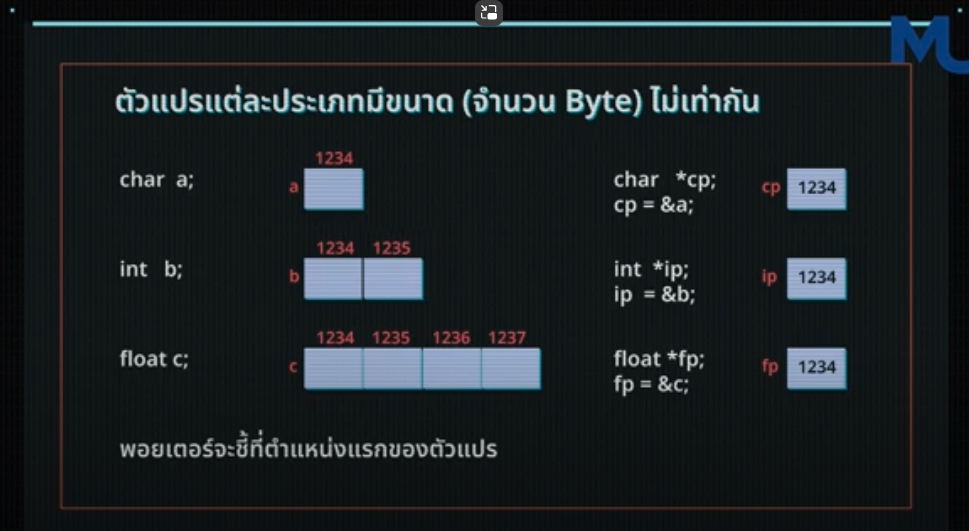 ตัวแปรแต่ละประเภทมีขนาด (จำนวน Byte) ไม่เท่ากัน
1234
char a; a char *cp; cp 1234
cp = &a;
1234 1235
int b; b int *ip; ip 1234
ip = &b;
1234 1235 1236 1237
float c; c float *fp; fp 1234
fp = &c;
พอยเตอร์จะชี้ที่ตำแหน่งแรกของตัวแปร